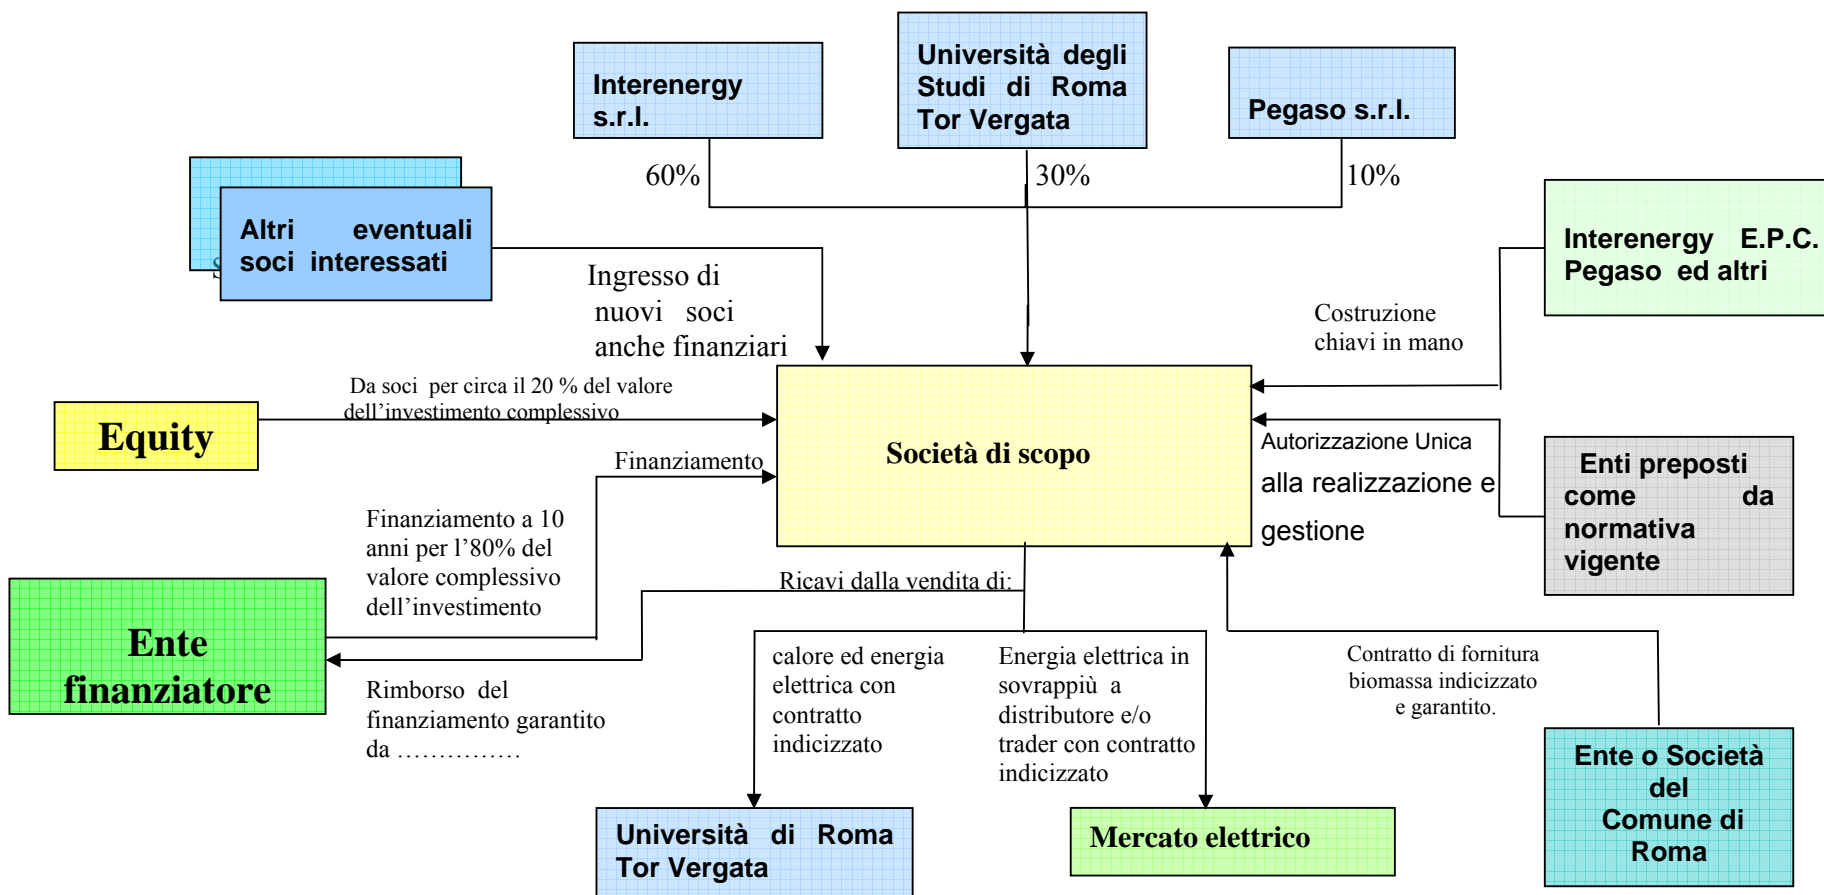 Interenergy
s.r.l.
Università degli
Studi di Roma
Tor Vergata
Pegaso s.r.l.
60%
30%
10%
Altri eventuali
soci interessati
S
Ingresso di
nuovi soci
anche finanziari
Interenergy E.P.C.
Pegaso ed altri
Costruzione
chiavi in mano
Da soci per circa il 20 % del valore
dell'investimento complessivo
Equity
Finanziamento
Società di scopo
Autorizzazione Unica
alla realizzazione e
gestione
Enti preposti
come da
normativa
vigente
Finanziamento a 10
anni per l'80% del
valore complessivo
dell'investimento
Ricavi dalla vendita di:
Ente
finanziatore
Rimborso del
finanziamento garantito
da ……………
calore ed energia
elettrica con
contratto
indicizzato
Energia elettrica in
sovrappiù a
distributore e/o
trader con contratto
indicizzato
Contratto di fornitura
biomassa indicizzato
e garantito.
Università di Roma
Tor Vergata
Mercato elettrico
Ente o Società
del
Comune di
Roma